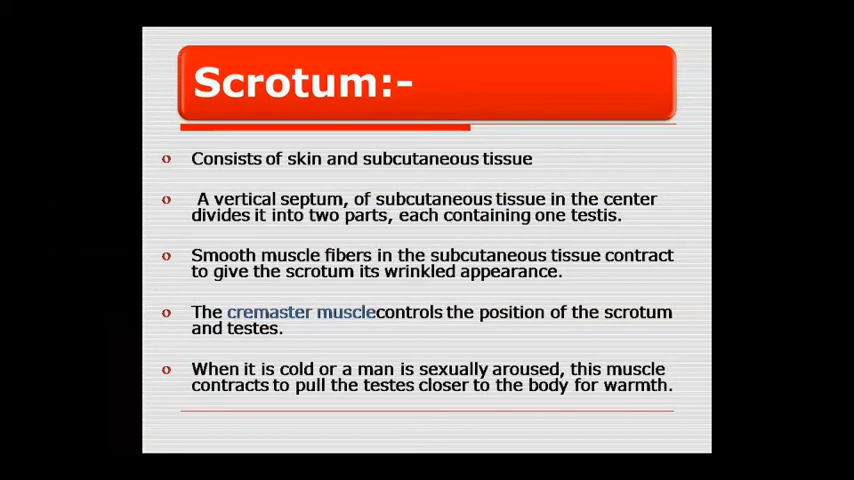 Scrotum:-
Consists of skin and subcutaneous tissue
A vertical septum, of subcutaneous tissue in the center
divides it into two parts, each containing one testis.
Smooth muscle fibers in the subcutaneous tissue contract
to give the scrotum its wrinkled appearance.
The cremaster musclecontrols the position of the scrotum
and testes.
When it is cold or a man is sexually aroused, this muscle
contracts to pull the testes closer to the body for warmth.